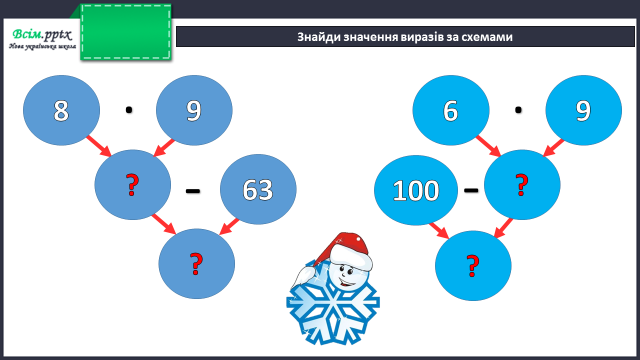 Всім.pptx
Нова українська школа
Знайди значення виразів за схемами
8 · 9
6 · 9
? - 63
100 - ?
?
?